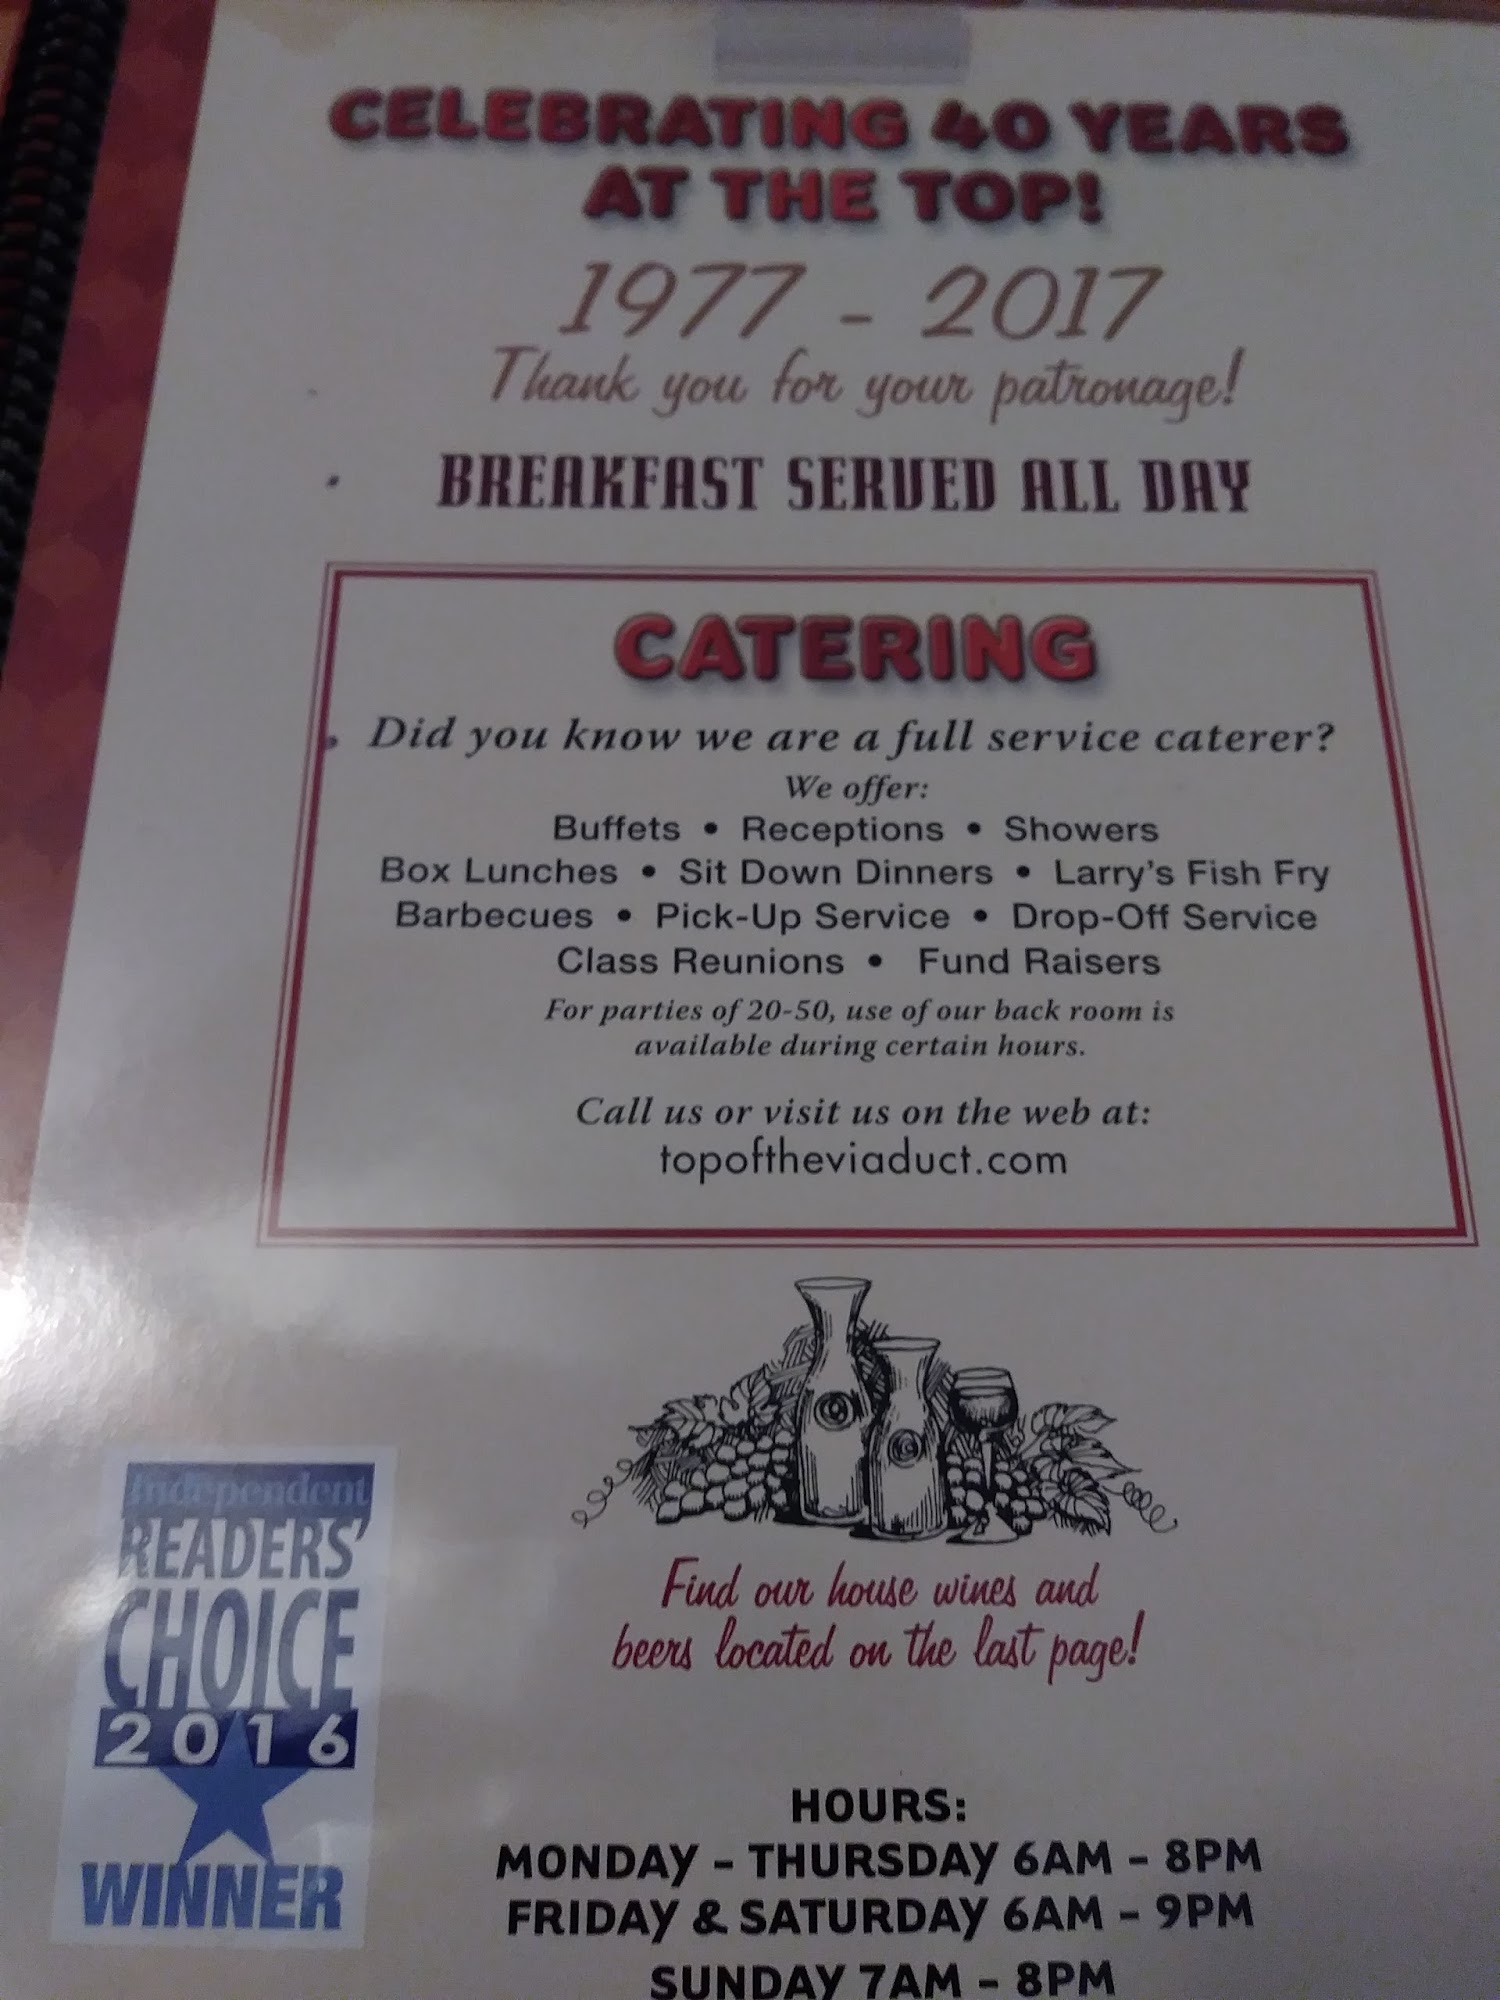 CELEBRATING 40 YEARS
AT THE TOP!
1977 - 2017
Thank you for your patronage!
BREAKFAST SERVED ALL DAY
CATERING
Did you know we are a full service caterer?
We offer:
Buffets • Receptions • Showers
Box Lunches • Sit Down Dinners • Larry's Fish Fry
Barbecues • Pick-Up Service • Drop-Off Service
Class Reunions • Fund Raisers
For parties of 20-50, use of our back room is
available during certain hours.
Call us or visit us on the web at:
topoftheviaduct.com
Find our house wines and
beers located on the last page!
Independent
READERS'
CHOICE
2016
WINNER
HOURS:
MONDAY - THURSDAY 6AM - 8PM
FRIDAY & SATURDAY 6AM - 9PM
SUNDAY 7AM - 8PM